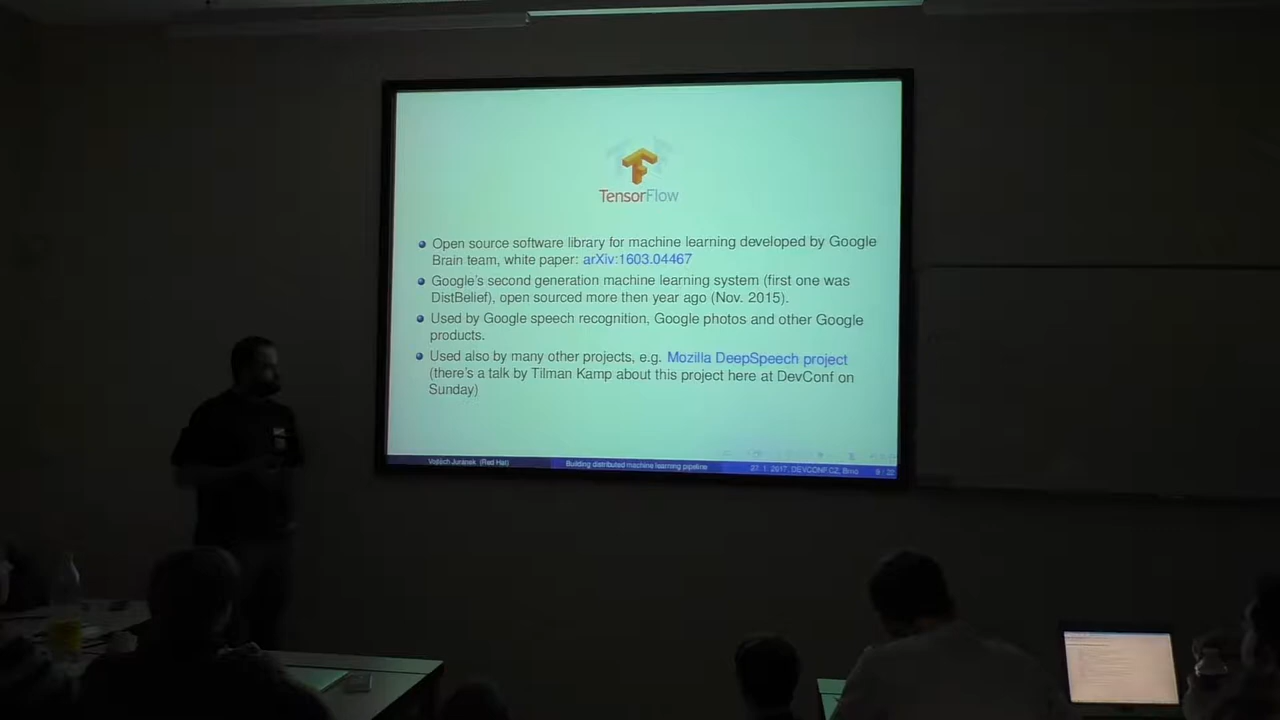 TensorFlow
Open source software library for machine learning developed by Google
Brain team, white paper: arXiv:1603.04467
Google's second generation machine learning system (first one was
DistBelief), open sourced more then year ago (Nov. 2015).
Used by Google speech recognition, Google photos and other Google
products.
Used also by many other projects, e.g. Mozilla DeepSpeech project
(there's a talk by Tilman Kamp about this project here at DevConf on
Sunday)
Vojtěch Juránek (Red Hat) Building distributed machine learning pipeline 27. 1. 2017, DEVCONF.CZ, Brno